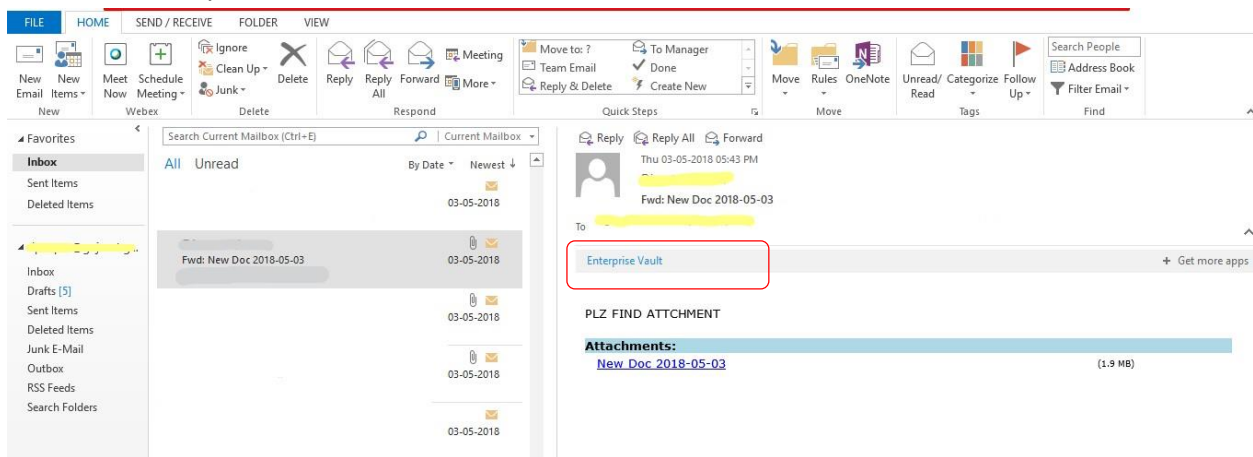 FILE HOME SEND / RECEIVE FOLDER VIEW
New Email
New Items
New
Meet Now
Schedule Meeting
Webex
Ignore
Clean Up
Junk
Delete
Delete
Reply
Reply All
Forward
Meeting
More
Respond
Move to: ?
Team Email
Reply & Delete
To Manager
Done
Create New
Quick Steps
Move
Rules
OneNote
Move
Unread/ Read
Categorize
Follow Up
Tags
Search People
Address Book
Filter Email
Find
Favorites
Inbox
Sent Items
Deleted Items
Inbox
Drafts [5]
Sent Items
Deleted Items
Junk E-Mail
Outbox
RSS Feeds
Search Folders
Search Current Mailbox (Ctrl+E) Current Mailbox
All Unread By Date Newest ↓
03-05-2018
Fwd: New Doc 2018-05-03 03-05-2018
03-05-2018
03-05-2018
03-05-2018
Reply Reply All Forward
Thu 03-05-2018 05:43 PM
Fwd: New Doc 2018-05-03
To
Enterprise Vault + Get more apps
PLZ FIND ATTCHMENT
Attachments:
New Doc 2018-05-03 (1.9 MB)